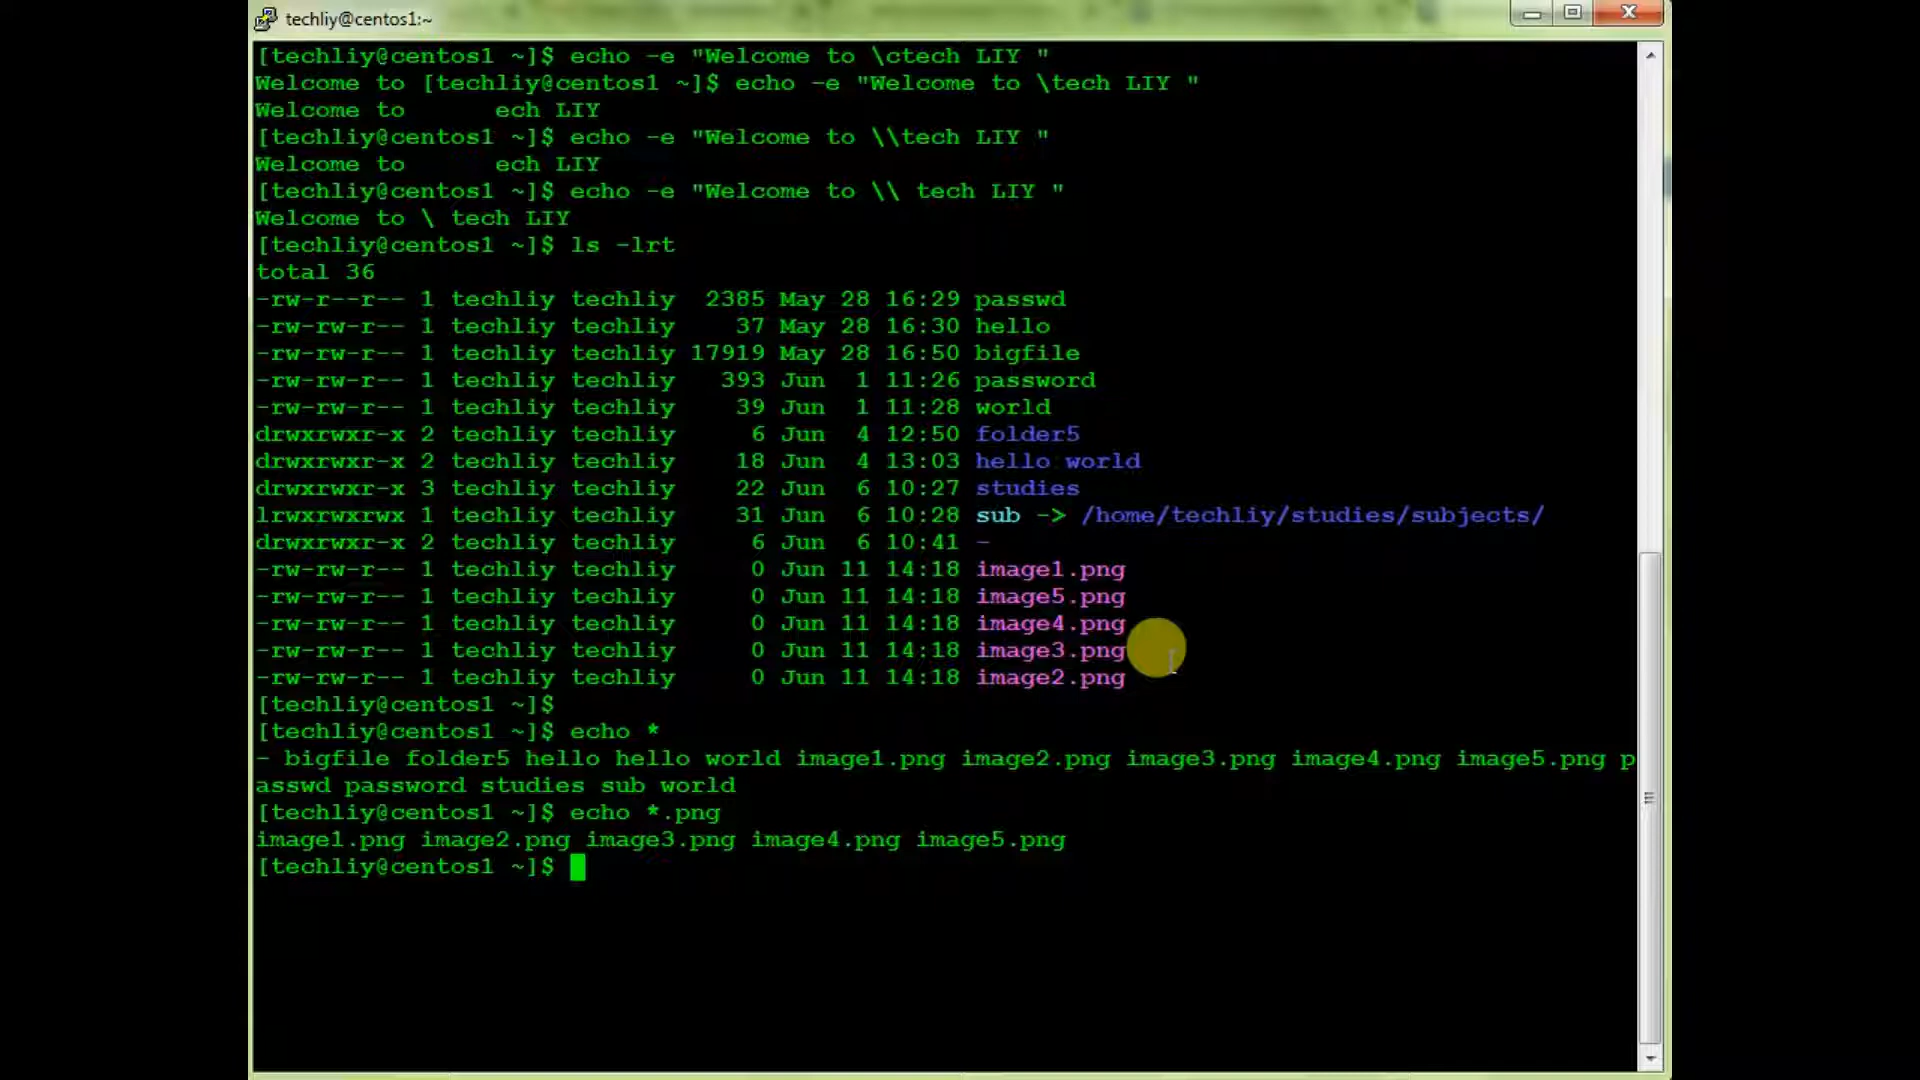 techliy@centos1:~
[techliy@centos1 ~]$ echo -e "Welcome to \ctech LIY "
Welcome to [techliy@centos1 ~]$ echo -e "Welcome to \tech LIY "
Welcome to      ech LIY
[techliy@centos1 ~]$ echo -e "Welcome to \\tech LIY "
Welcome to      ech LIY
[techliy@centos1 ~]$ echo -e "Welcome to \\ tech LIY "
Welcome to \ tech LIY
[techliy@centos1 ~]$ ls -lrt
total 36
-rw-r--r-- 1 techliy techliy  2385 May 28 16:29 passwd
-rw-rw-r-- 1 techliy techliy    37 May 28 16:30 hello
-rw-rw-r-- 1 techliy techliy 17919 May 28 16:50 bigfile
-rw-rw-r-- 1 techliy techliy   393 Jun  1 11:26 password
-rw-rw-r-- 1 techliy techliy    39 Jun  1 11:28 world
drwxrwxr-x 2 techliy techliy     6 Jun  4 12:50 folder5
drwxrwxr-x 2 techliy techliy    18 Jun  4 13:03 hello world
drwxrwxr-x 3 techliy techliy    22 Jun  6 10:27 studies
lrwxrwxrwx 1 techliy techliy    31 Jun  6 10:28 sub -> /home/techliy/studies/subjects/
drwxrwxr-x 2 techliy techliy     6 Jun  6 10:41 -
-rw-rw-r-- 1 techliy techliy     0 Jun 11 14:18 image1.png
-rw-rw-r-- 1 techliy techliy     0 Jun 11 14:18 image5.png
-rw-rw-r-- 1 techliy techliy     0 Jun 11 14:18 image4.png
-rw-rw-r-- 1 techliy techliy     0 Jun 11 14:18 image3.png
-rw-rw-r-- 1 techliy techliy     0 Jun 11 14:18 image2.png
[techliy@centos1 ~]$
[techliy@centos1 ~]$ echo *
- bigfile folder5 hello hello world image1.png image2.png image3.png image4.png image5.png p
asswd password studies sub world
[techliy@centos1 ~]$ echo *.png
image1.png image2.png image3.png image4.png image5.png
[techliy@centos1 ~]$